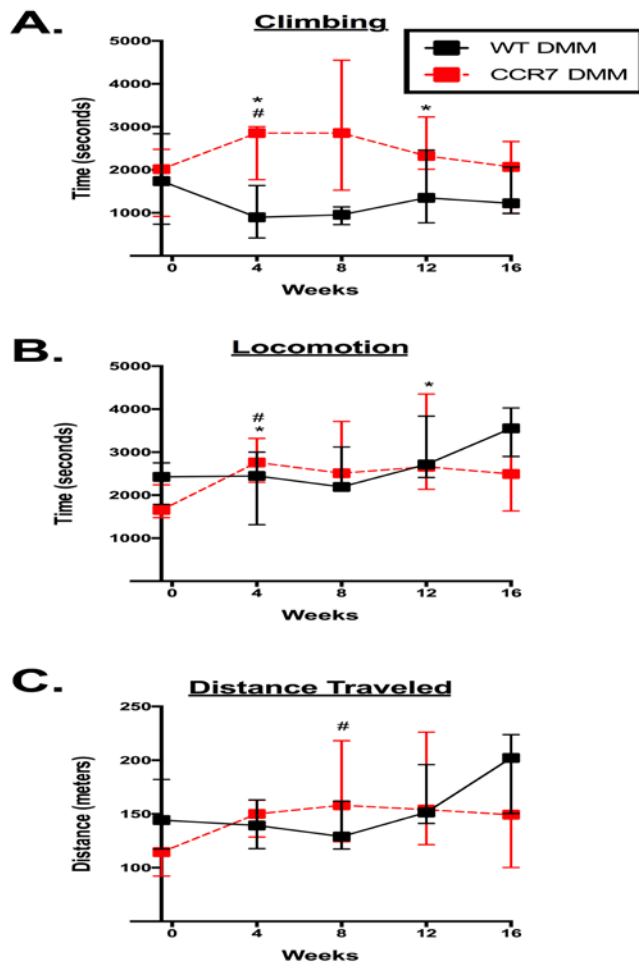 A.
Climbing
WT DMM
CCR7 DMM
5000
4000
3000
2000
1000
Time (seconds)
*
#
*
0 4 8 12 16
Weeks
B.
Locomotion
5000
4000
3000
2000
1000
Time (seconds)
#
*
*
0 4 8 12 16
Weeks
C.
Distance Traveled
250
200
150
100
Distance (meters)
#
0 4 8 12 16
Weeks